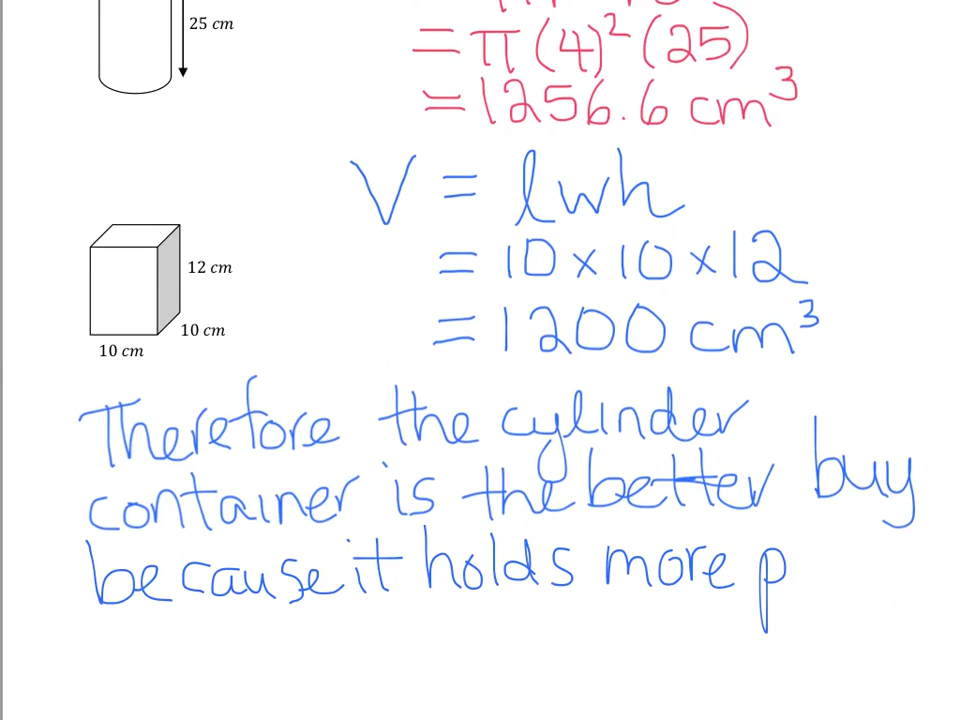 25 cm
= π(4)²(25)
= 1256.6 cm³
V = lwh
= 10×10×12
12 cm
10 cm
10 cm
= 1200 cm³
Therefore the cylinder
container is the better buy
because it holds more p